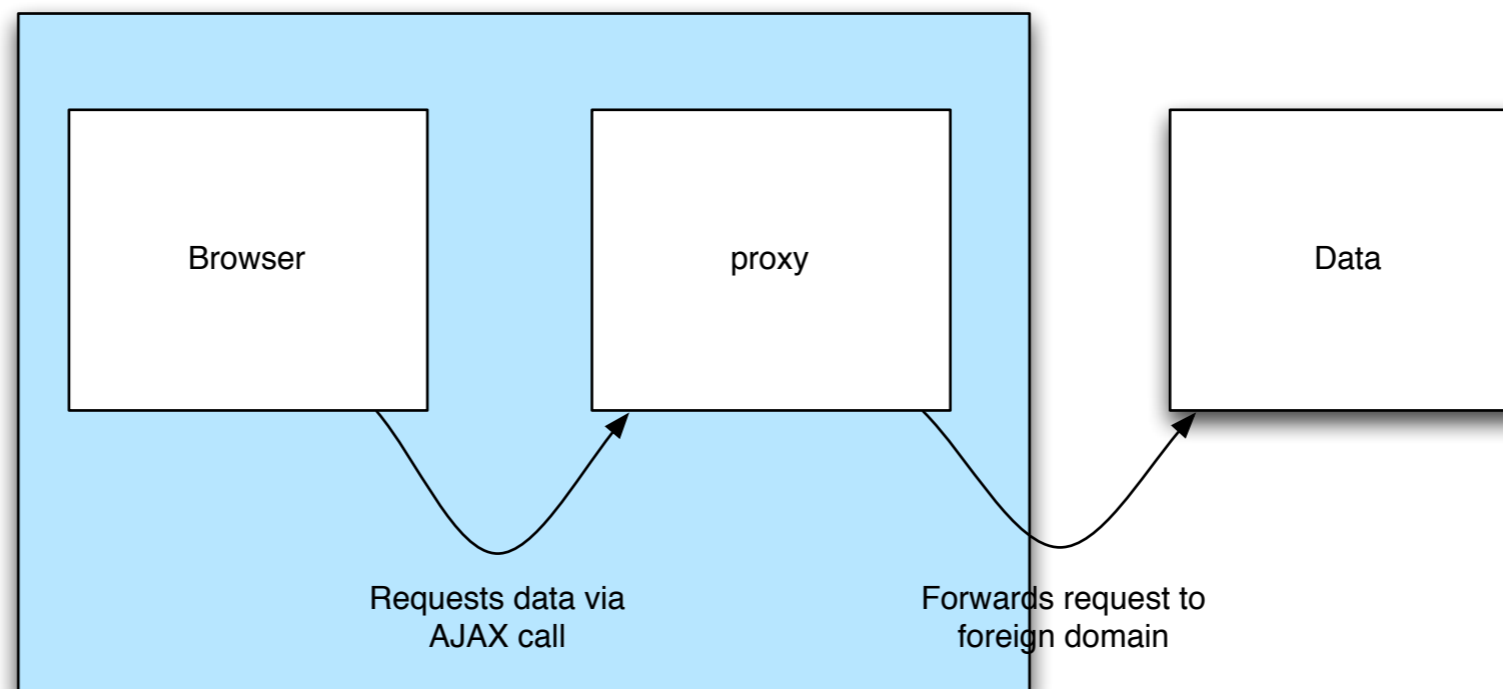 Browser
proxy
Data
Requests data via
AJAX call
Forwards request to
foreign domain